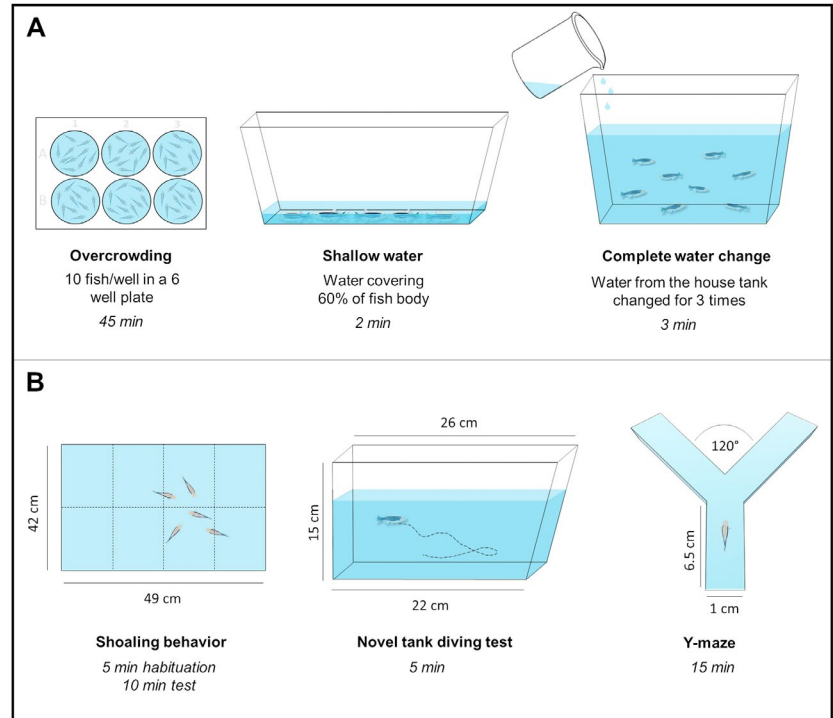 A
1 2 3
A
B
Overcrowding
10 fish/well in a 6
well plate
45 min
Shallow water
Water covering
60% of fish body
2 min
Complete water change
Water from the house tank
changed for 3 times
3 min
B
42 cm
49 cm
Shoaling behavior
5 min habituation
10 min test
26 cm
15 cm
22 cm
Novel tank diving test
5 min
120°
6.5 cm
1 cm
Y-maze
15 min